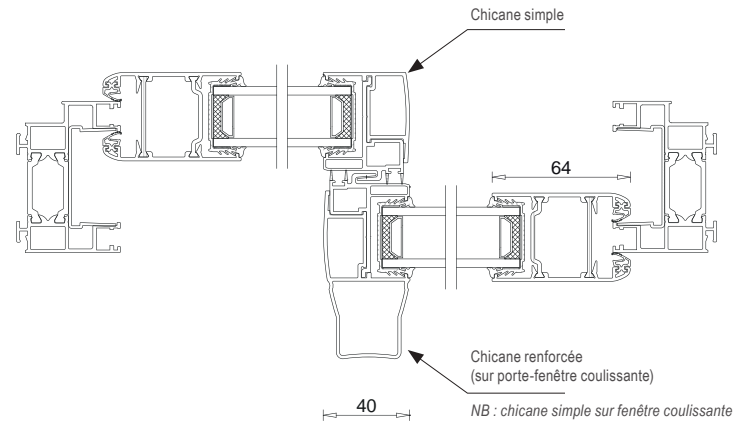 Chicane simple
64
Chicane renforcée
(sur porte-fenêtre coulissante)
40
NB : chicane simple sur fenêtre coulissante